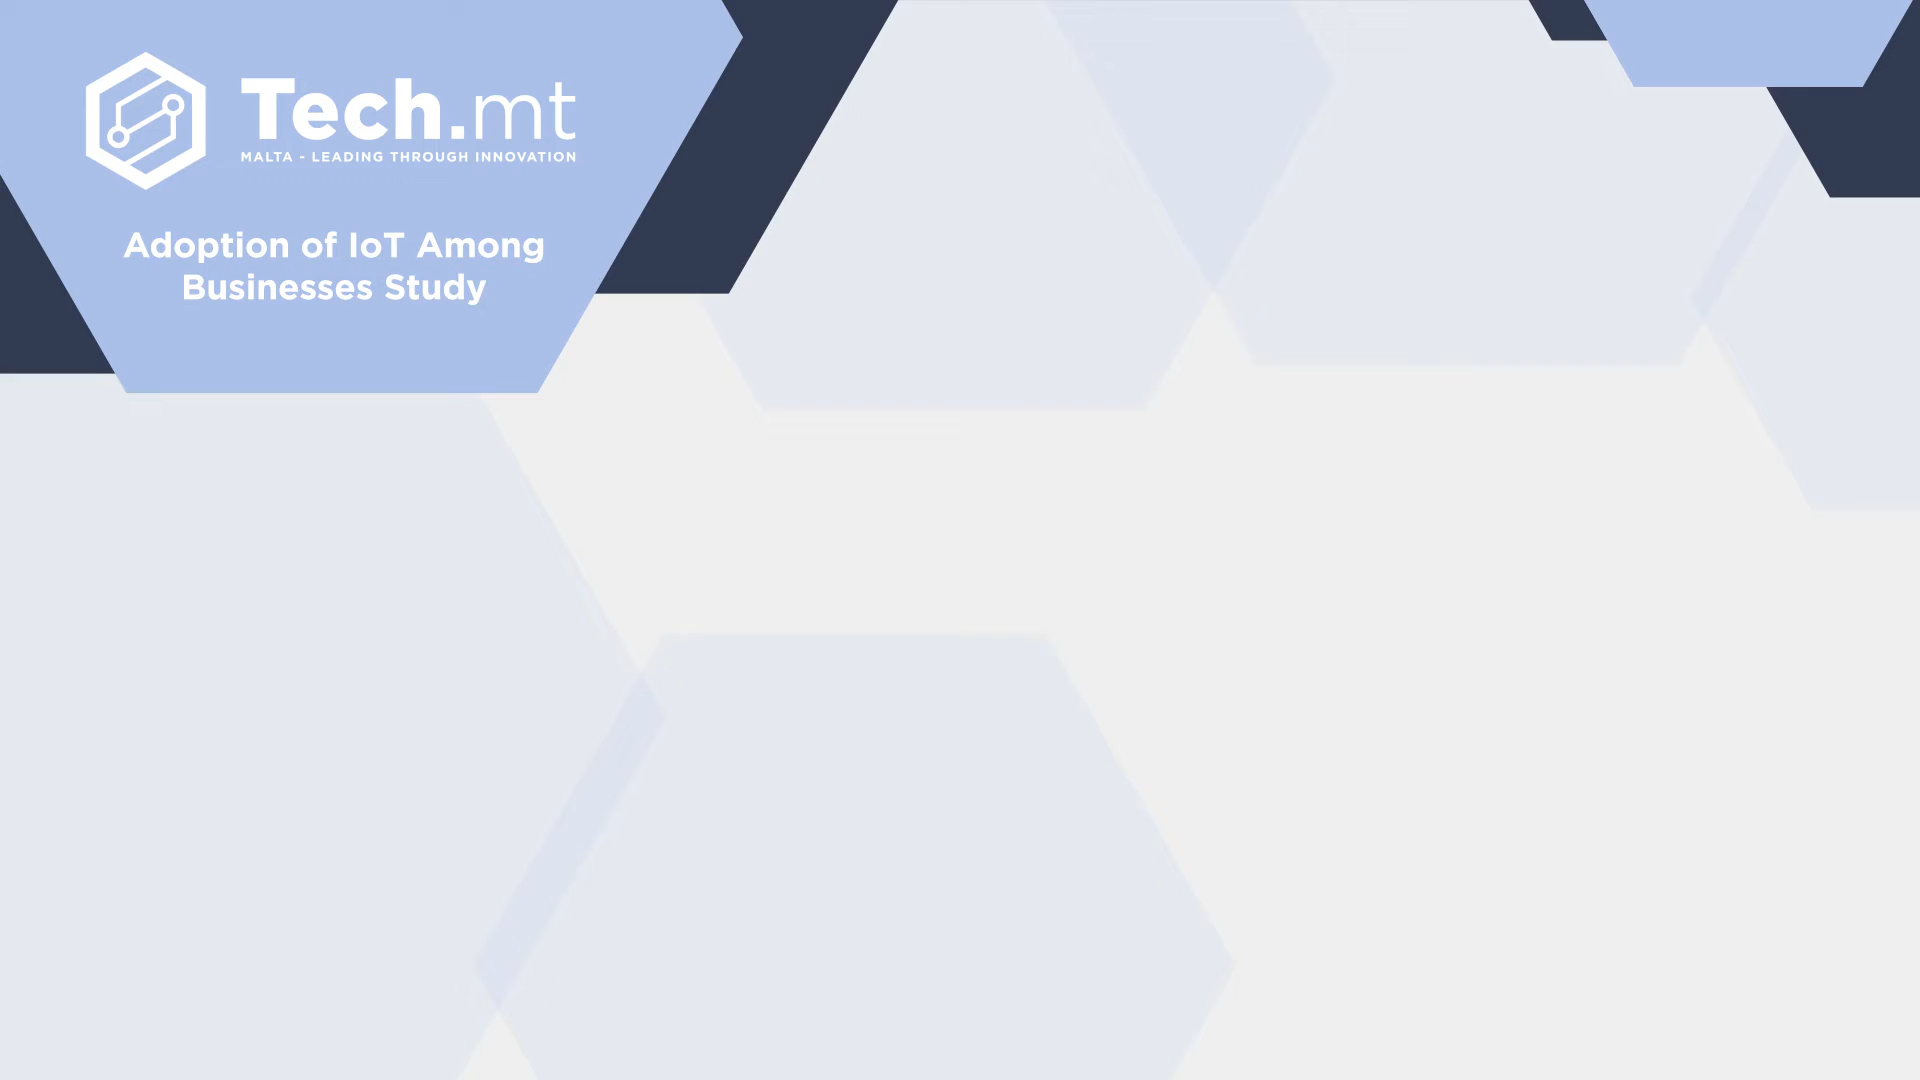 Tech.mt
MALTA - LEADING THROUGH INNOVATION
Adoption of IoT Among
Businesses Study